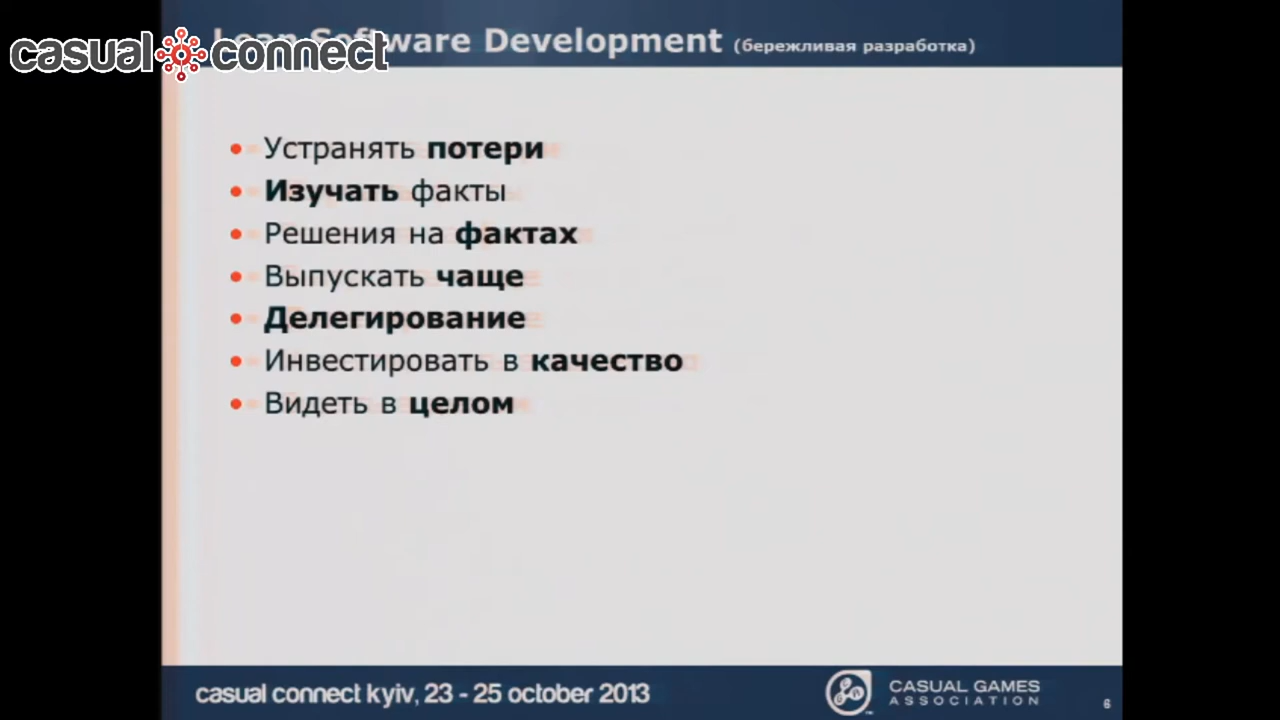 casual connect
Lean Software Development (бережливая разработка)
Устранять потери
Изучать факты
Решения на фактах
Выпускать чаще
Делегирование
Инвестировать в качество
Видеть в целом
casual connect kyiv, 23 - 25 october 2013
CASUAL GAMES
ASSOCIATION
6